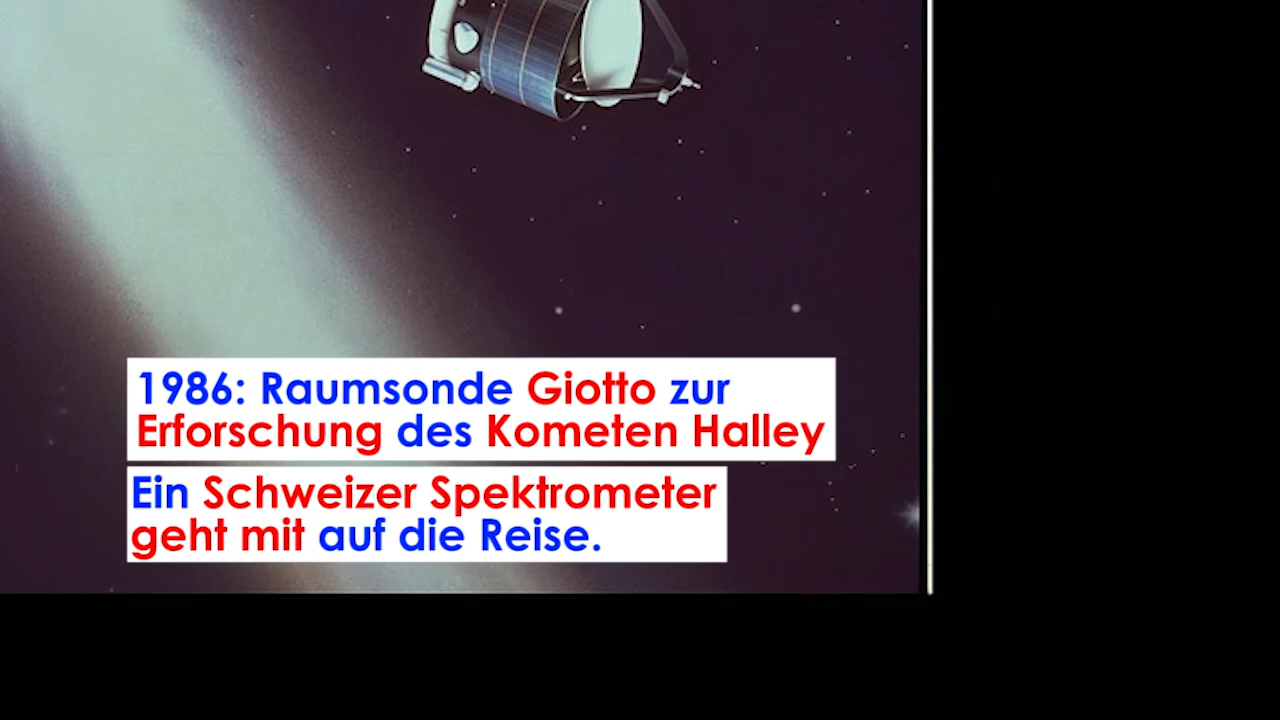 1986: Raumsonde Giotto zur
Erforschung des Kometen Halley
Ein Schweizer Spektrometer
geht mit auf die Reise.